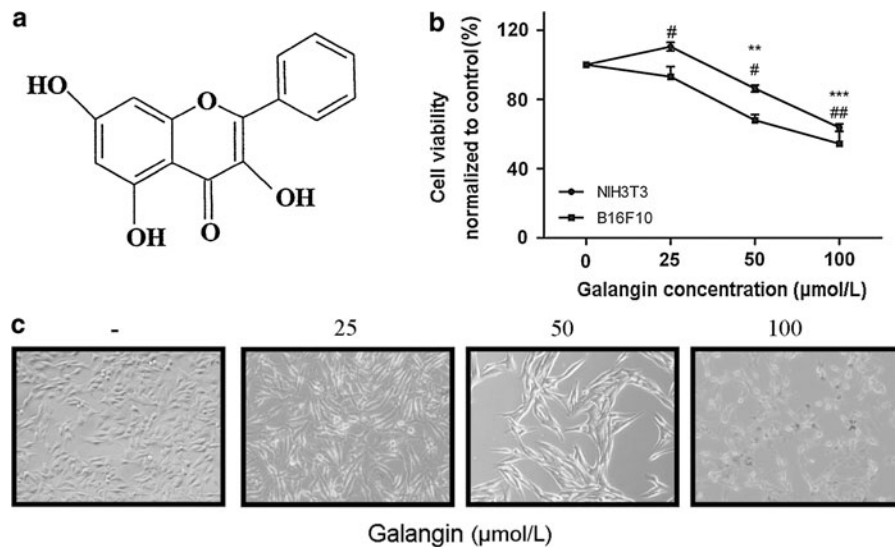 a
HO
O
OH
OH
O
b
Cell viability
normalized to control(%)
120
80
40
0
#
**
#
***
##
NIH3T3
B16F10
0 25 50 100
Galangin concentration (µmol/L)
c
- 25 50 100
Galangin (µmol/L)